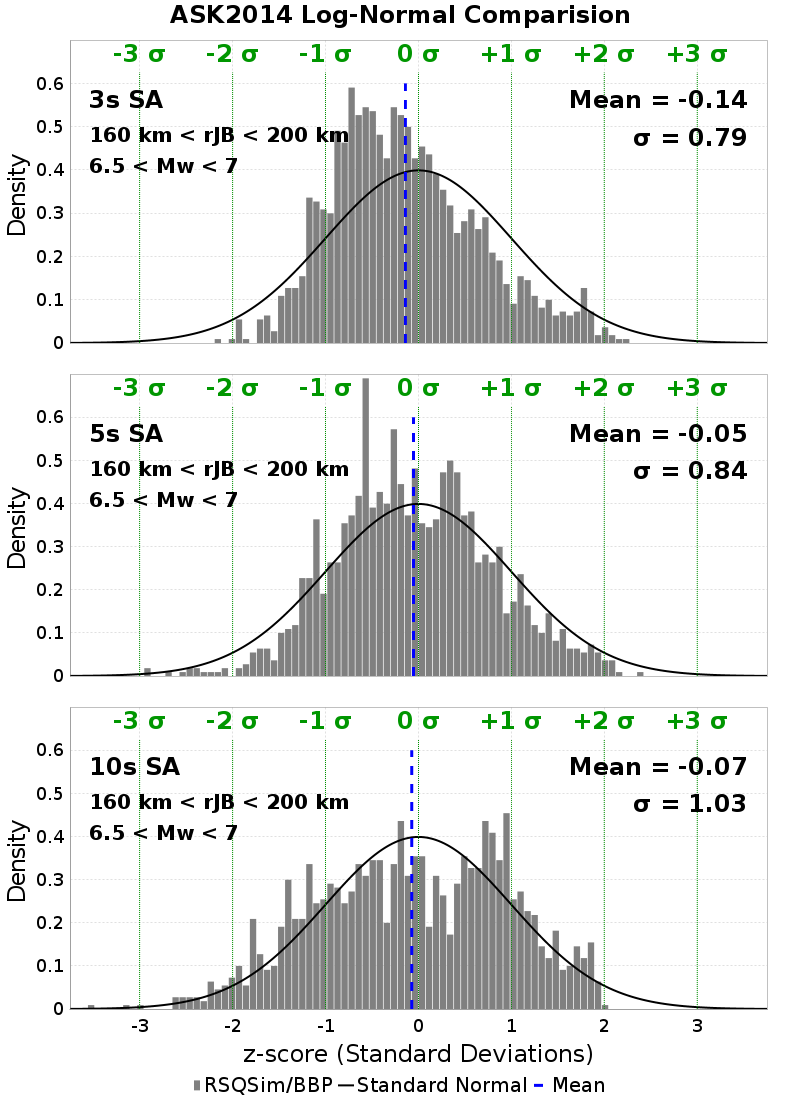 ASK2014 Log-Normal Comparision
-3 σ -2 σ -1 σ 0 σ +1 σ +2 σ +3 σ
0.6
3s SA Mean = -0.14
0.5
160 km < rJB < 200 km σ = 0.79
6.5 < Mw < 7
0.4
Density
0.3
0.2
0.1
0
-3 σ -2 σ -1 σ 0 σ +1 σ +2 σ +3 σ
0.6
5s SA Mean = -0.05
0.5
160 km < rJB < 200 km σ = 0.84
6.5 < Mw < 7
0.4
Density
0.3
0.2
0.1
0
-3 σ -2 σ -1 σ 0 σ +1 σ +2 σ +3 σ
0.6
10s SA Mean = -0.07
0.5
160 km < rJB < 200 km σ = 1.03
6.5 < Mw < 7
0.4
Density
0.3
0.2
0.1
0
-3 -2 -1 0 1 2 3
z-score (Standard Deviations)
RSQSim/BBP Standard Normal Mean